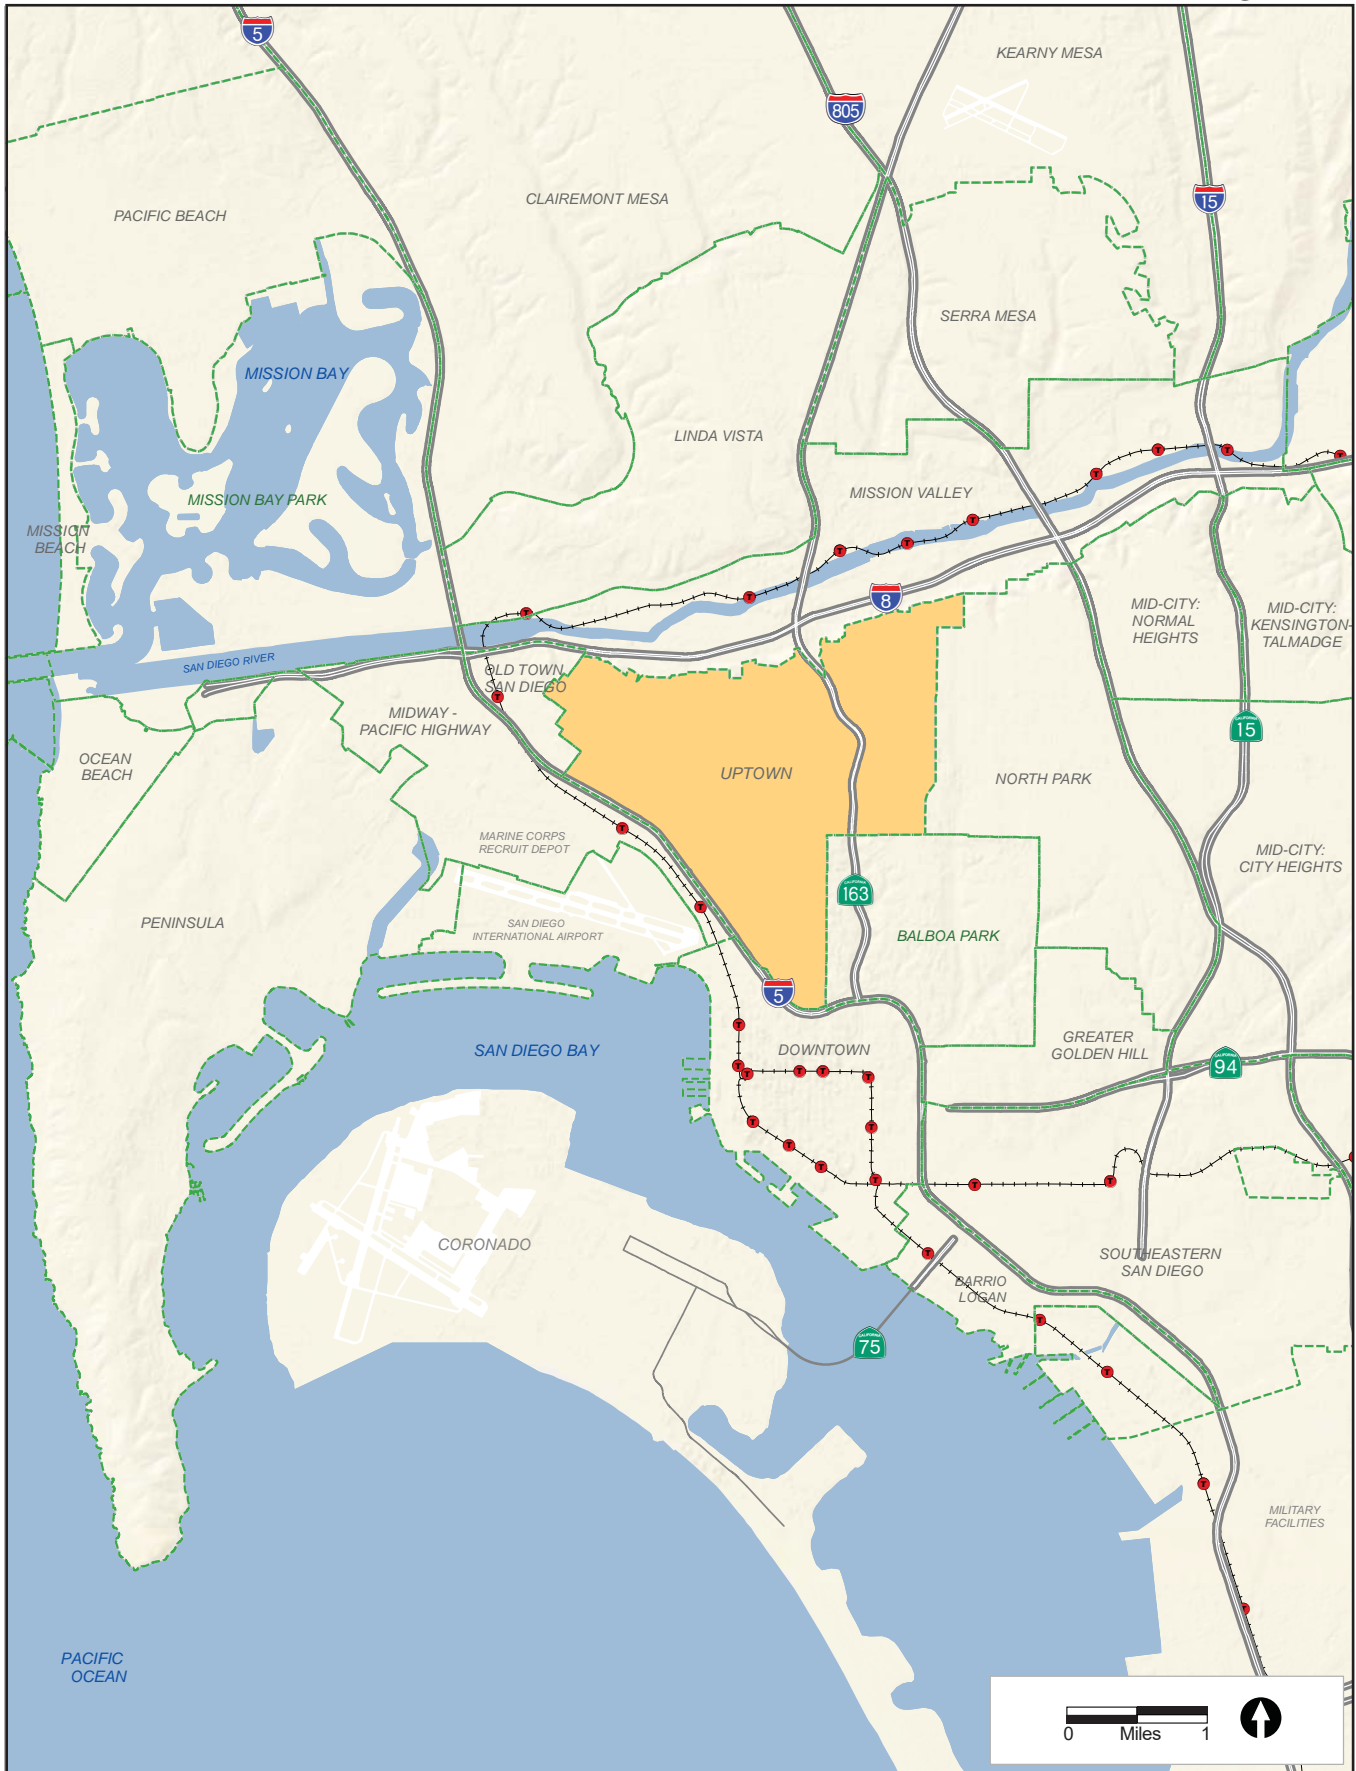 5
KEARNY MESA
805
CLAIREMONT MESA
15
PACIFIC BEACH
SERRA MESA
MISSION BAY
LINDA VISTA
MISSION VALLEY
MISSION BAY PARK
MISSION
BEACH
8
MID-CITY:
NORMAL
HEIGHTS
MID-CITY:
KENSINGTON-
TALMADGE
SAN DIEGO RIVER
OLD TOWN
SAN DIEGO
MIDWAY -
PACIFIC HIGHWAY
CALIFORNIA
15
OCEAN
BEACH
UPTOWN
NORTH PARK
MARINE CORPS
RECRUIT DEPOT
MID-CITY:
CITY HEIGHTS
CALIFORNIA
163
PENINSULA
SAN DIEGO
INTERNATIONAL AIRPORT
BALBOA PARK
5
SAN DIEGO BAY
DOWNTOWN
GREATER
GOLDEN HILL
CALIFORNIA
94
CORONADO
SOUTHEASTERN
SAN DIEGO
BARRIO
LOGAN
CALIFORNIA
75
MILITARY
FACILITIES
PACIFIC
OCEAN
0 Miles 1